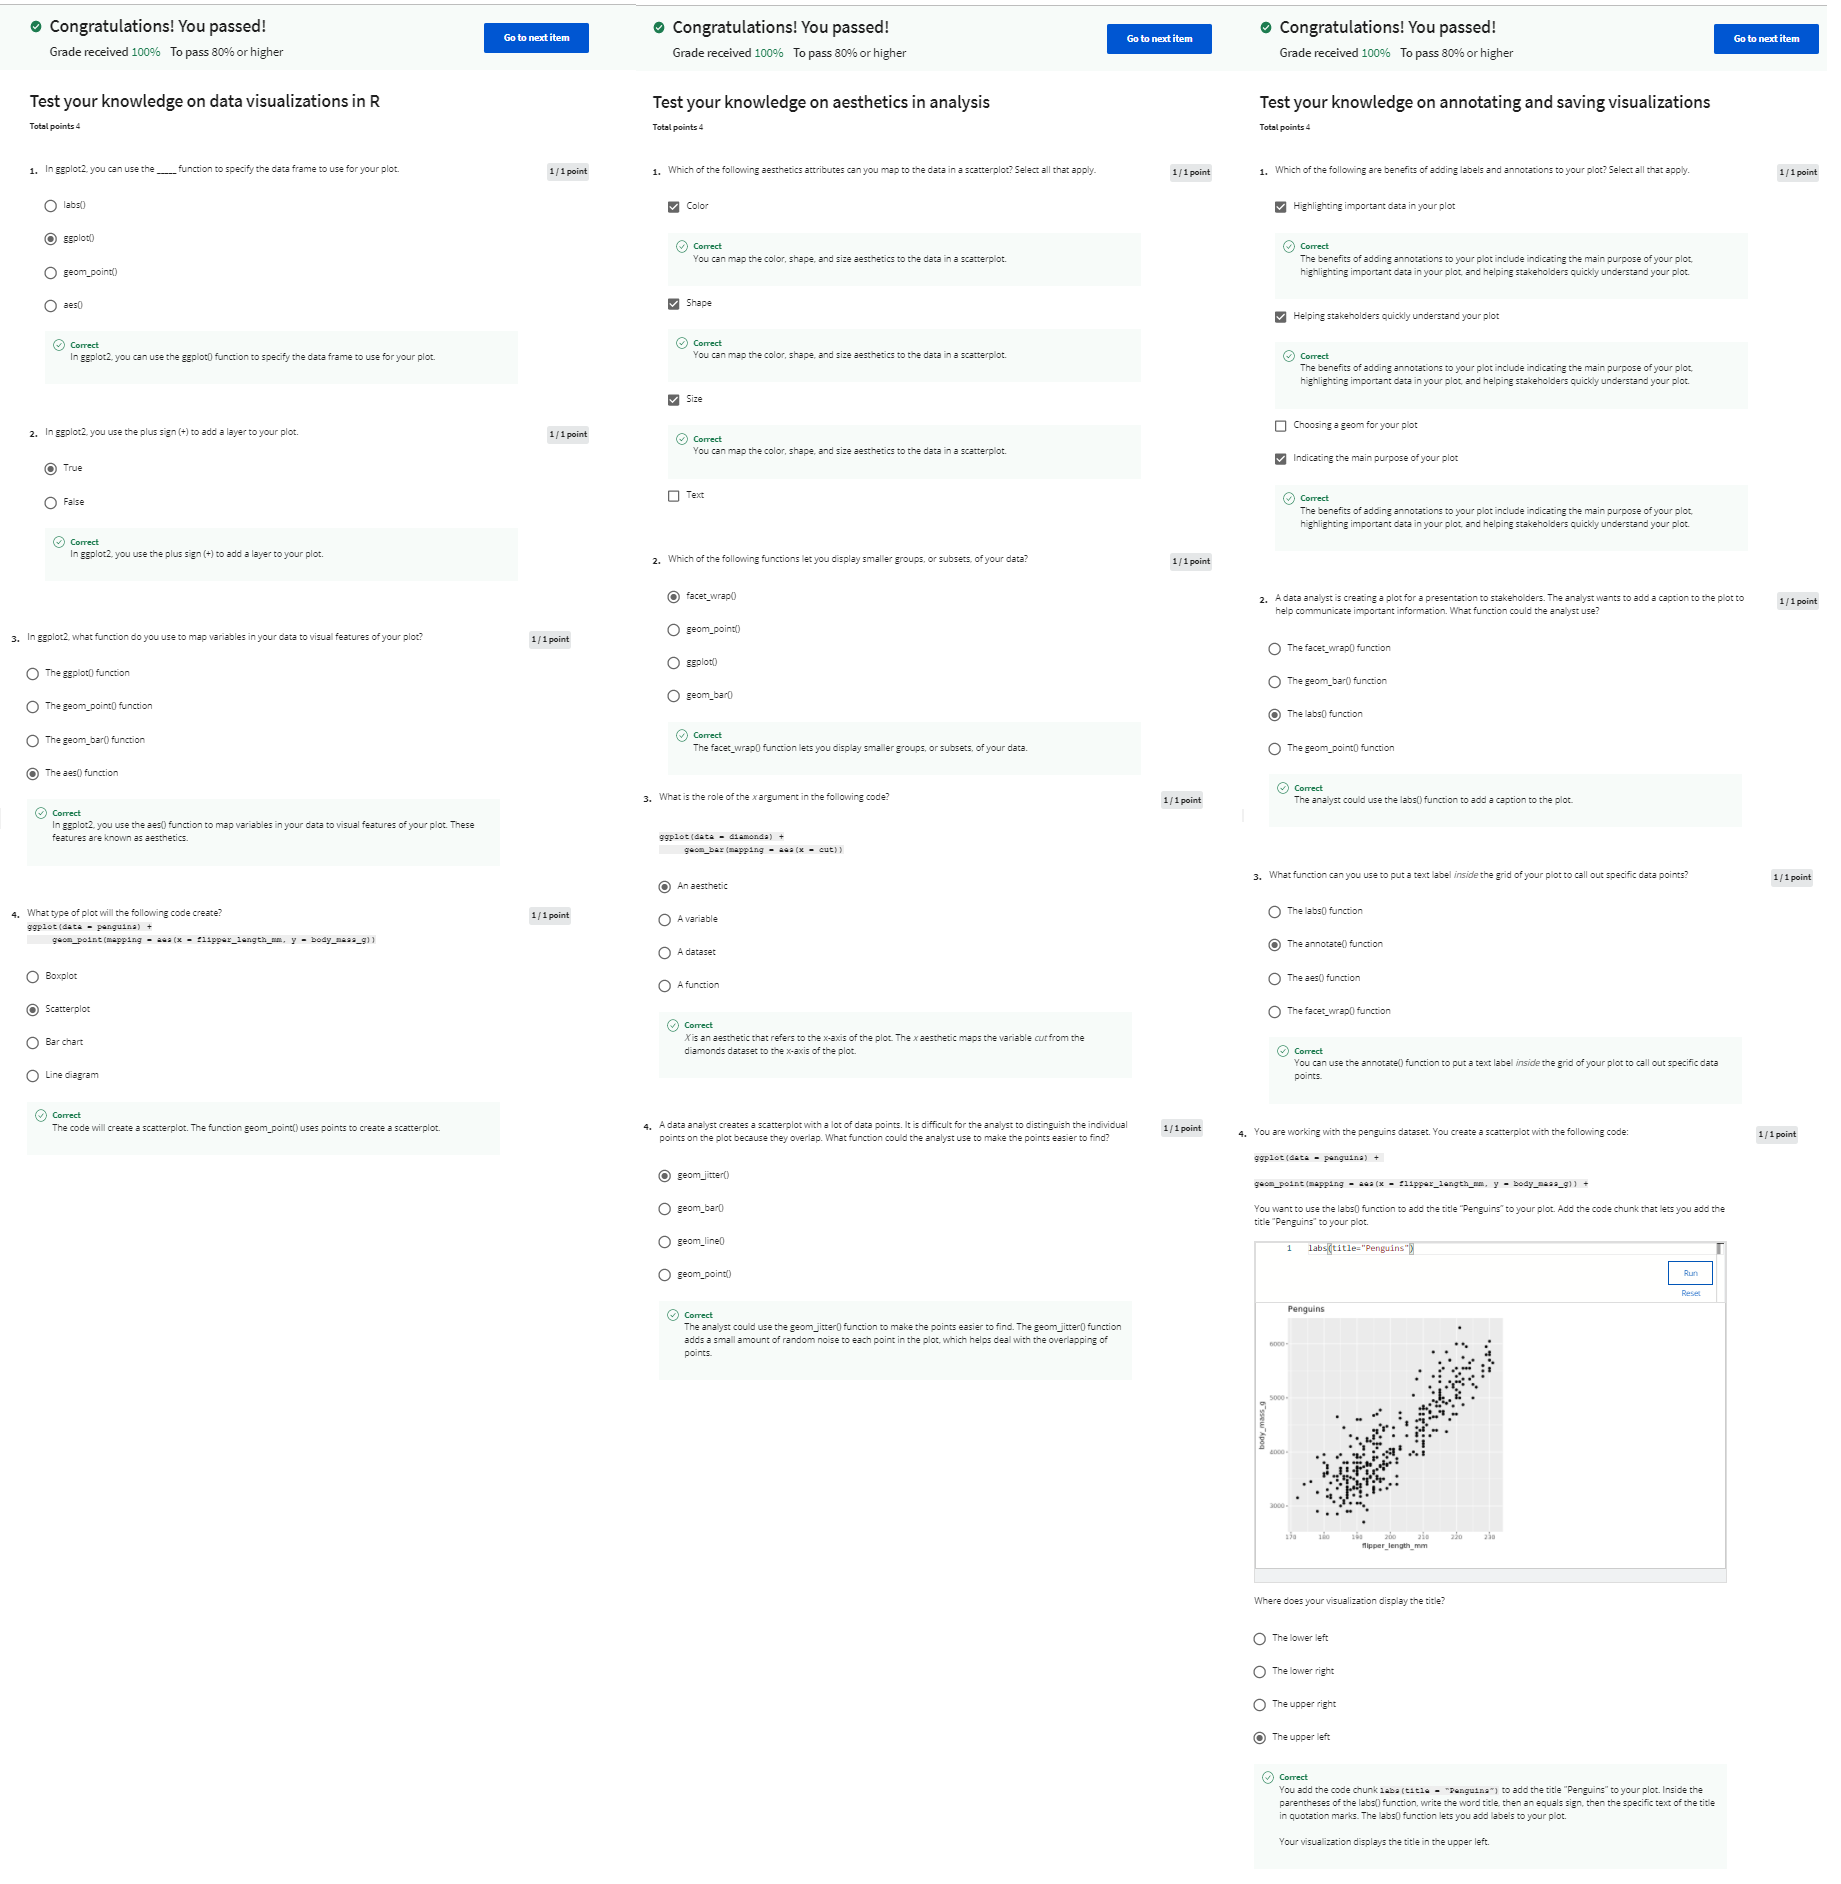 Congratulations! You passed!
Grade received 100% To pass 80% or higher
Go to next item
Test your knowledge on data visualizations in R
Total points 4
1. In ggplot2, you can use the _____ function to specify the data frame to use for your plot.
1 / 1 point
labs()
ggplot()
geom_point()
aes()
Correct
In ggplot2, you can use the ggplot() function to specify the data frame to use for your plot.
2. In ggplot2, you use the plus sign (+) to add a layer to your plot.
1 / 1 point
True
False
Correct
In ggplot2, you use the plus sign (+) to add a layer to your plot.
3. In ggplot2, what function do you use to map variables in your data to visual features of your plot?
1 / 1 point
The ggplot() function
The geom_point() function
The geom_bar() function
The aes() function
Correct
In ggplot2, you use the aes() function to map variables in your data to visual features of your plot. These
features are known as aesthetics.
4. What type of plot will the following code create?
1 / 1 point
ggplot(data = penguins) +
geom_point(mapping = aes(x = flipper_length_mm, y = body_mass_g))
Boxplot
Scatterplot
Bar chart
Line diagram
Correct
The code will create a scatterplot. The function geom_point() uses points to create a scatterplot.
Congratulations! You passed!
Grade received 100% To pass 80% or higher
Go to next item
Test your knowledge on aesthetics in analysis
Total points 4
1. Which of the following aesthetics attributes can you map to the data in a scatterplot? Select all that apply.
1 / 1 point
Color
Correct
You can map the color, shape, and size aesthetics to the data in a scatterplot.
Shape
Correct
You can map the color, shape, and size aesthetics to the data in a scatterplot.
Size
Correct
You can map the color, shape, and size aesthetics to the data in a scatterplot.
Text
2. Which of the following functions let you display smaller groups, or subsets, of your data?
1 / 1 point
facet_wrap()
geom_point()
ggplot()
geom_bar()
Correct
The facet_wrap() function lets you display smaller groups, or subsets, of your data.
3. What is the role of the x argument in the following code?
1 / 1 point
ggplot(data = diamonds) +
geom_bar(mapping = aes(x = cut))
An aesthetic
A variable
A dataset
A function
Correct
X is an aesthetic that refers to the x-axis of the plot. The x aesthetic maps the variable cut from the
diamonds dataset to the x-axis of the plot.
4. A data analyst creates a scatterplot with a lot of data points. It is difficult for the analyst to distinguish the individual
points on the plot because they overlap. What function could the analyst use to make the points easier to find?
1 / 1 point
geom_jitter()
geom_bar()
geom_line()
geom_point()
Correct
The analyst could use the geom_jitter() function to make the points easier to find. The geom_jitter() function
adds a small amount of random noise to each point in the plot, which helps deal with the overlapping of
points.
Congratulations! You passed!
Grade received 100% To pass 80% or higher
Go to next item
Test your knowledge on annotating and saving visualizations
Total points 4
1. Which of the following are benefits of adding labels and annotations to your plot? Select all that apply.
1 / 1 point
Highlighting important data in your plot
Correct
The benefits of adding annotations to your plot include indicating the main purpose of your plot,
highlighting important data in your plot, and helping stakeholders quickly understand your plot.
Helping stakeholders quickly understand your plot
Correct
The benefits of adding annotations to your plot include indicating the main purpose of your plot,
highlighting important data in your plot, and helping stakeholders quickly understand your plot.
Choosing a geom for your plot
Indicating the main purpose of your plot
Correct
The benefits of adding annotations to your plot include indicating the main purpose of your plot,
highlighting important data in your plot, and helping stakeholders quickly understand your plot.
2. A data analyst is creating a plot for a presentation to stakeholders. The analyst wants to add a caption to the plot to
help communicate important information. What function could the analyst use?
1 / 1 point
The facet_wrap() function
The geom_bar() function
The labs() function
The geom_point() function
Correct
The analyst could use the labs() function to add a caption to the plot.
3. What function can you use to put a text label inside the grid of your plot to call out specific data points?
1 / 1 point
The labs() function
The annotate() function
The aes() function
The facet_wrap() function
Correct
You can use the annotate() function to put a text label inside the grid of your plot to call out specific data
points.
4. You are working with the penguins dataset. You create a scatterplot with the following code:
1 / 1 point
ggplot(data = penguins) +
geom_point(mapping = aes(x = flipper_length_mm, y = body_mass_g)) +
You want to use the labs() function to add the title "Penguins" to your plot. Add the code chunk that lets you add the
title "Penguins" to your plot.
1 labs(title="Penguins")
Run
Reset
Penguins
6000
5000
4000
3000
body_mass_g
170 180 190 200 210 220 230
flipper_length_mm
Where does your visualization display the title?
The lower left
The lower right
The upper right
The upper left
Correct
You add the code chunk labs(title = "Penguins") to add the title "Penguins" to your plot. Inside the
parentheses of the labs() function, write the word title, then an equals sign, then the specific text of the title
in quotation marks. The labs() function lets you add labels to your plot.
Your visualization displays the title in the upper left.